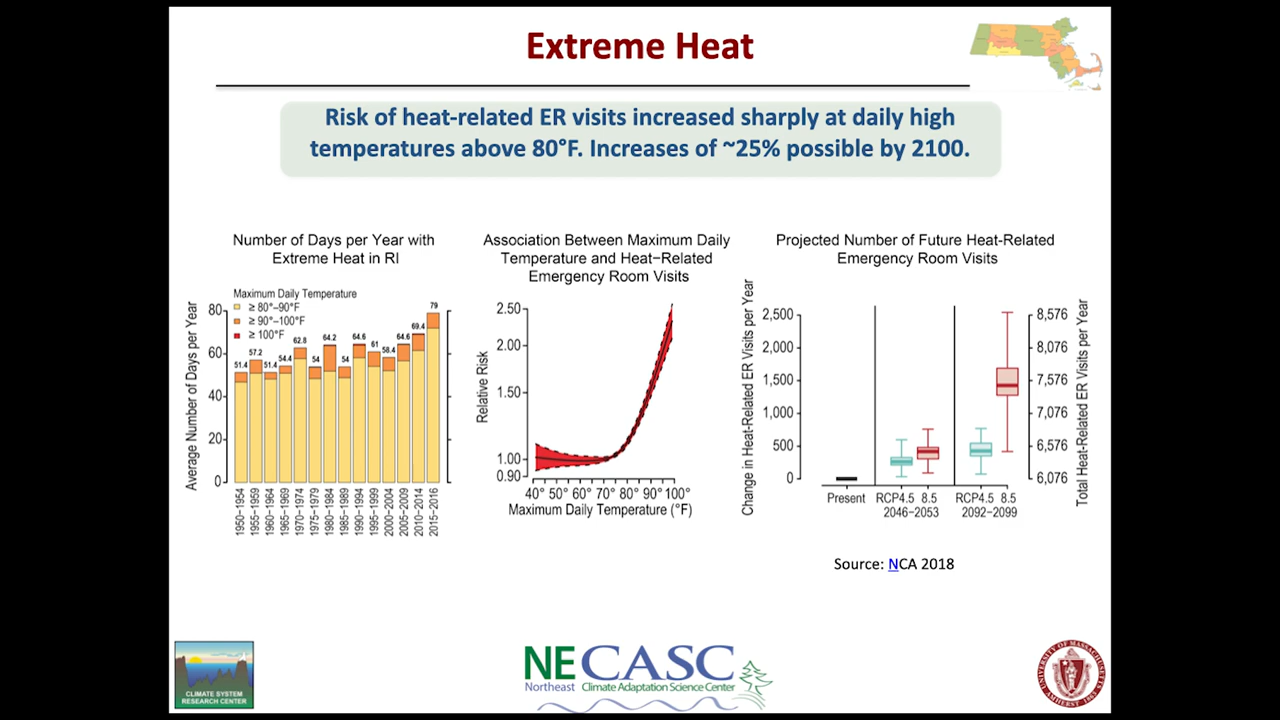 Extreme Heat
Risk of heat-related ER visits increased sharply at daily high
temperatures above 80°F. Increases of ~25% possible by 2100.
Number of Days per Year with
Extreme Heat in RI
Maximum Daily Temperature
≥ 80°–90°F
≥ 90°–100°F
≥ 100°F
Average Number of Days per Year
80
60
40
20
0
51.4
57.2
51.4
54.4
62.8
54
64.2
54
64.6
61
58.4
64.6
69.4
79
1950–1954
1955–1959
1960–1964
1965–1969
1970–1974
1975–1979
1980–1984
1985–1989
1990–1994
1995–1999
2000–2004
2005–2009
2010–2014
2015–2016
Association Between Maximum Daily
Temperature and Heat–Related
Emergency Room Visits
Relative Risk
2.50
2.00
1.50
1.00
0.90
40° 50° 60° 70° 80° 90° 100°
Maximum Daily Temperature (°F)
Projected Number of Future Heat-Related
Emergency Room Visits
Change in Heat-Related ER Visits per Year
2,500
2,000
1,500
1,000
500
0
8,576
8,076
7,576
7,076
6,576
6,076
Total Heat-Related ER Visits per Year
Present RCP4.5 8.5 RCP4.5 8.5
2046–2053 2092–2099
Source: NCA 2018
CLIMATE SYSTEM
RESEARCH CENTER
NECASC
Northeast Climate Adaptation Science Center
UNIVERSITY OF MASSACHUSETTS
AMHERST 1863